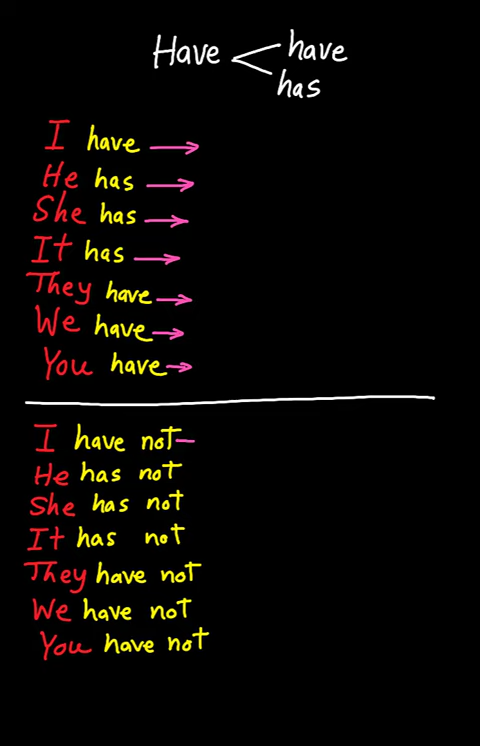 Have have
has
I have
He has
She has
It has
They have
We have
You have
I have not
He has not
She has not
It has not
They have not
We have not
You have not